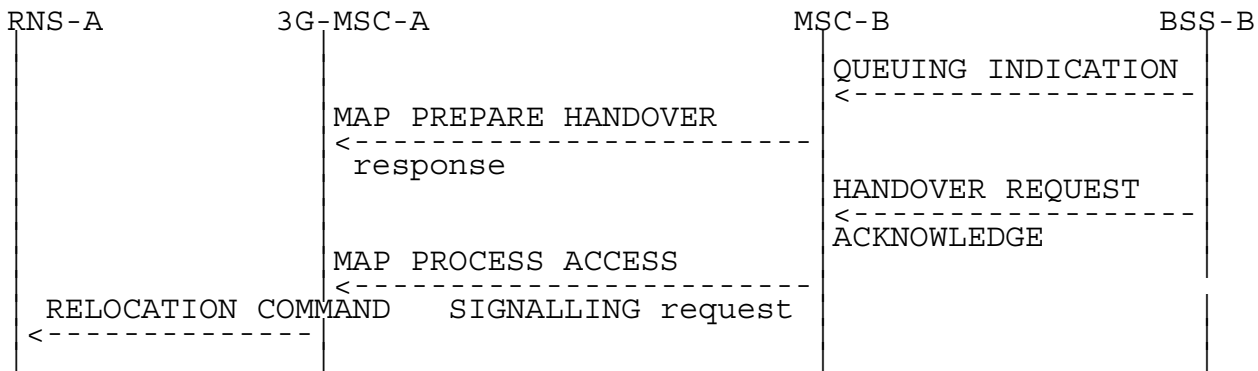 RNS-A 3G-MSC-A MSC-B BSS-B
QUEUING INDICATION
MAP PREPARE HANDOVER
response
HANDOVER REQUEST
ACKNOWLEDGE
MAP PROCESS ACCESS
RELOCATION COMMAND SIGNALLING request